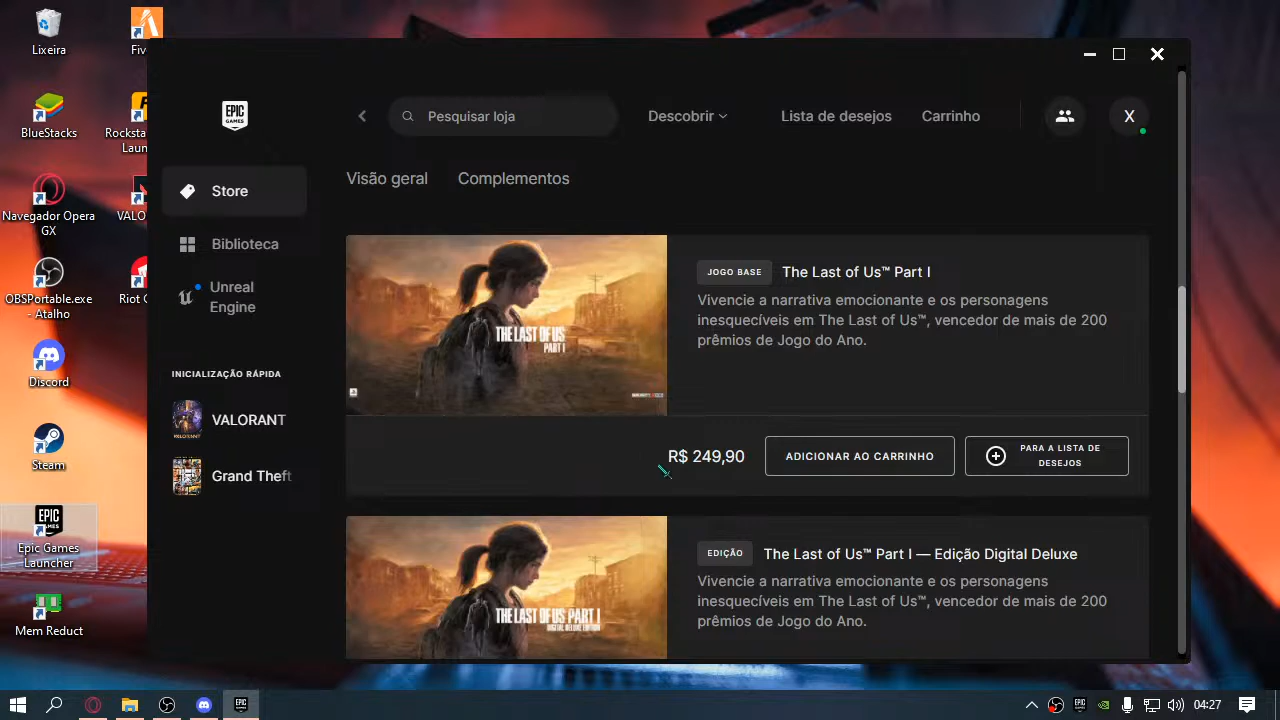 Lixeira
Fiv
BlueStacks
Rocksta
Laun
Navegador Opera
GX
VALO
OBSPortable.exe
- Atalho
Riot C
Discord
Steam
Epic Games
Launcher
Mem Reduct
EPIC
GAMES
Pesquisar loja
Descobrir
Lista de desejos
Carrinho
X
Store
Biblioteca
Unreal
Engine
INICIALIZAÇÃO RÁPIDA
VALORANT
Grand Theft
Visão geral
Complementos
THE LAST OF US
PART I
JOGO BASE
The Last of Us™ Part I
Vivencie a narrativa emocionante e os personagens
inesquecíveis em The Last of Us™, vencedor de mais de 200
prêmios de Jogo do Ano.
R$ 249,90
ADICIONAR AO CARRINHO
PARA A LISTA DE
DESEJOS
THE LAST OF US PART I
DIGITAL DELUXE EDITION
EDIÇÃO
The Last of Us™ Part I — Edição Digital Deluxe
Vivencie a narrativa emocionante e os personagens
inesquecíveis em The Last of Us™, vencedor de mais de 200
prêmios de Jogo do Ano.
04:27